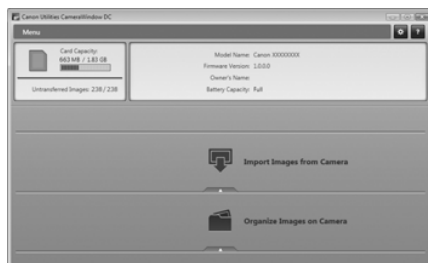 Canon Utilities CameraWindow DC
Menu
Card Capacity:
663 MB / 1.83 GB
Untransferred Images: 238 / 238
Model Name: Canon XXXXXXXX
Firmware Version: 1.0.0.0
Owner's Name:
Battery Capacity: Full
Import Images from Camera
Organize Images on Camera